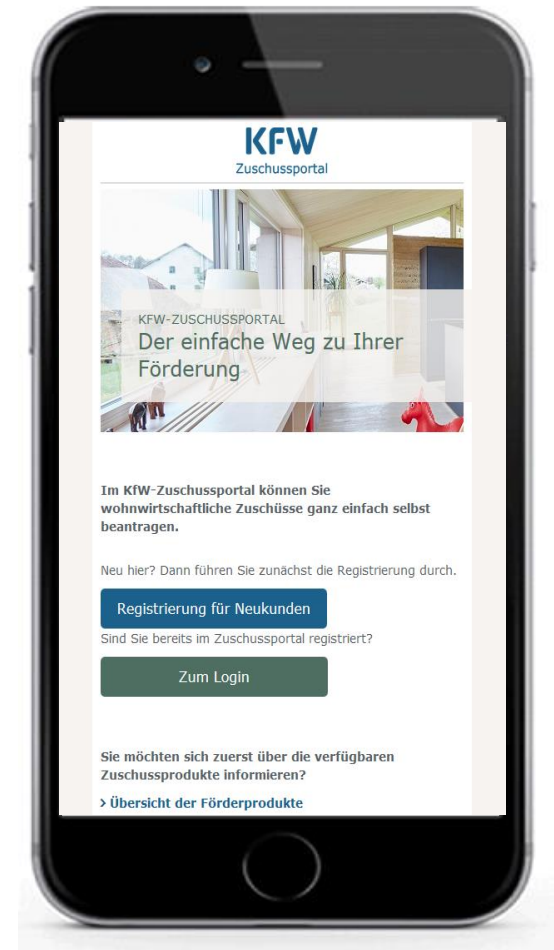 KFW
Zuschussportal
KFW-ZUSCHUSSPORTAL
Der einfache Weg zu Ihrer
Förderung
Im KfW-Zuschussportal können Sie
wohnwirtschaftliche Zuschüsse ganz einfach selbst
beantragen.
Neu hier? Dann führen Sie zunächst die Registrierung durch.
Registrierung für Neukunden
Sind Sie bereits im Zuschussportal registriert?
Zum Login
Sie möchten sich zuerst über die verfügbaren
Zuschussprodukte informieren?
> Übersicht der Förderprodukte